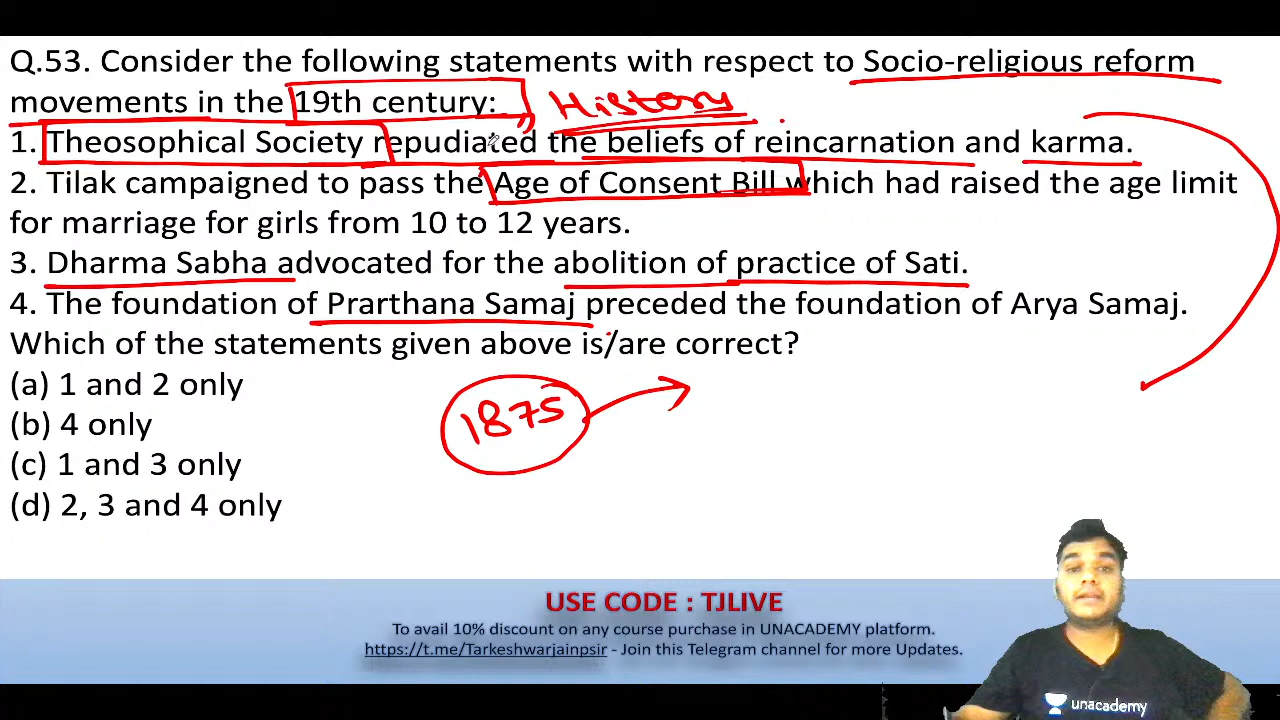 Q.53. Consider the following statements with respect to Socio-religious reform
movements in the 19th century: History
1. Theosophical Society repudiated the beliefs of reincarnation and karma.
2. Tilak campaigned to pass the Age of Consent Bill which had raised the age limit
for marriage for girls from 10 to 12 years.
3. Dharma Sabha advocated for the abolition of practice of Sati.
4. The foundation of Prarthana Samaj preceded the foundation of Arya Samaj.
Which of the statements given above is/are correct?
(a) 1 and 2 only
(b) 4 only
1875
(c) 1 and 3 only
(d) 2, 3 and 4 only
USE CODE : TJLIVE
To avail 10% discount on any course purchase in UNACADEMY platform.
https://t.me/Tarkeshwarjainpsir - Join this Telegram channel for more Updates.
unacademy